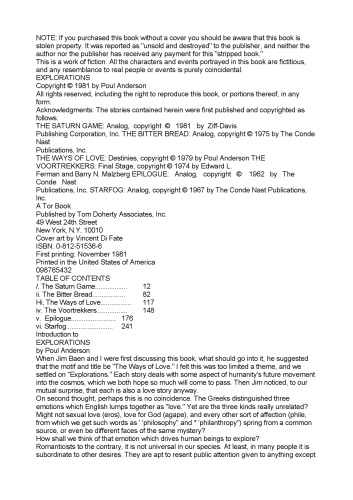 NOTE: If you purchased this book without a cover you should be aware that this book is
stolen property. It was reported as "unsold and destroyed" to the publisher, and neither the
author nor the publisher has received any payment for this "stripped book."
This is a work of fiction. All the characters and events portrayed in this book are fictitious,
and any resemblance to real people or events is purely coincidental.
EXPLORATIONS
Copyright © 1981 by Poul Anderson
All rights reserved, including the right to reproduce this book, or portions thereof, in any
form.
Acknowledgments: The stories contained herein were first published and copyrighted as
follows:
THE SATURN GAME: Analog, copyright © 1981 by Ziff-Davis
Publishing Corporation, Inc. THE BITTER BREAD: Analog, copyright © 1975 by The Conde
Nast
Publications, Inc.
THE WAYS OF LOVE: Destinies, copyright © 1979 by Poul Anderson THE
VOORTREKKERS: Final Stage, copyright © 1974 by Edward L.
Ferman and Barry N. Malzberg EPILOGUE: Analog, copyright © 1962 by The
Conde Nast
Publications, Inc. STARFOG: Analog, copyright © 1967 by The Conde Nast Publications,
Inc.
A Tor Book
Published by Tom Doherty Associates, Inc.
49 West 24th Street
New York, N.Y. 10010
Cover art by Vincent Di Fate
ISBN: 0-812-51536-6
First printing: November 1981
Printed in the United States of America
098765432
TABLE OF CONTENTS
/. The Saturn Game.................. 12
ii. The Bitter Bread.................. 82
Hi, The Ways of Love................. 117
iv. The Voortrekkers................. 148
v. Epilogue......................... 176
vi. Starfog.......................... 241
Introduction to
EXPLORATIONS
by Poul Anderson
When Jim Baen and I were first discussing this book, what should go into it, he suggested
that the motif and title be "The Ways of Love." I felt this was too limited a theme, and we
settled on "Explorations." Each story deals with some aspect of humanity's future movement
into the cosmos, which we both hope so much will come to pass. Then Jim noticed, to our
mutual surprise, that each is also a love story anyway.
On second thought, perhaps this is no coincidence. The Greeks distinguished three
emotions which English lumps together as "love." Yet are the three kinds really unrelated?
Might not sexual love (eros), love for God (agape), and every other sort of affection (phile,
from which we get such words as ' 'philosophy" and * 'philanthropy") spring from a common
source, or even be different faces of the same mystery?
How shall we think of that emotion which drives human beings to explore?
Romanticists to the contrary, it is not universal in our species. At least, in many people it is
subordinate to other desires. They are apt to resent public attention given to anything except